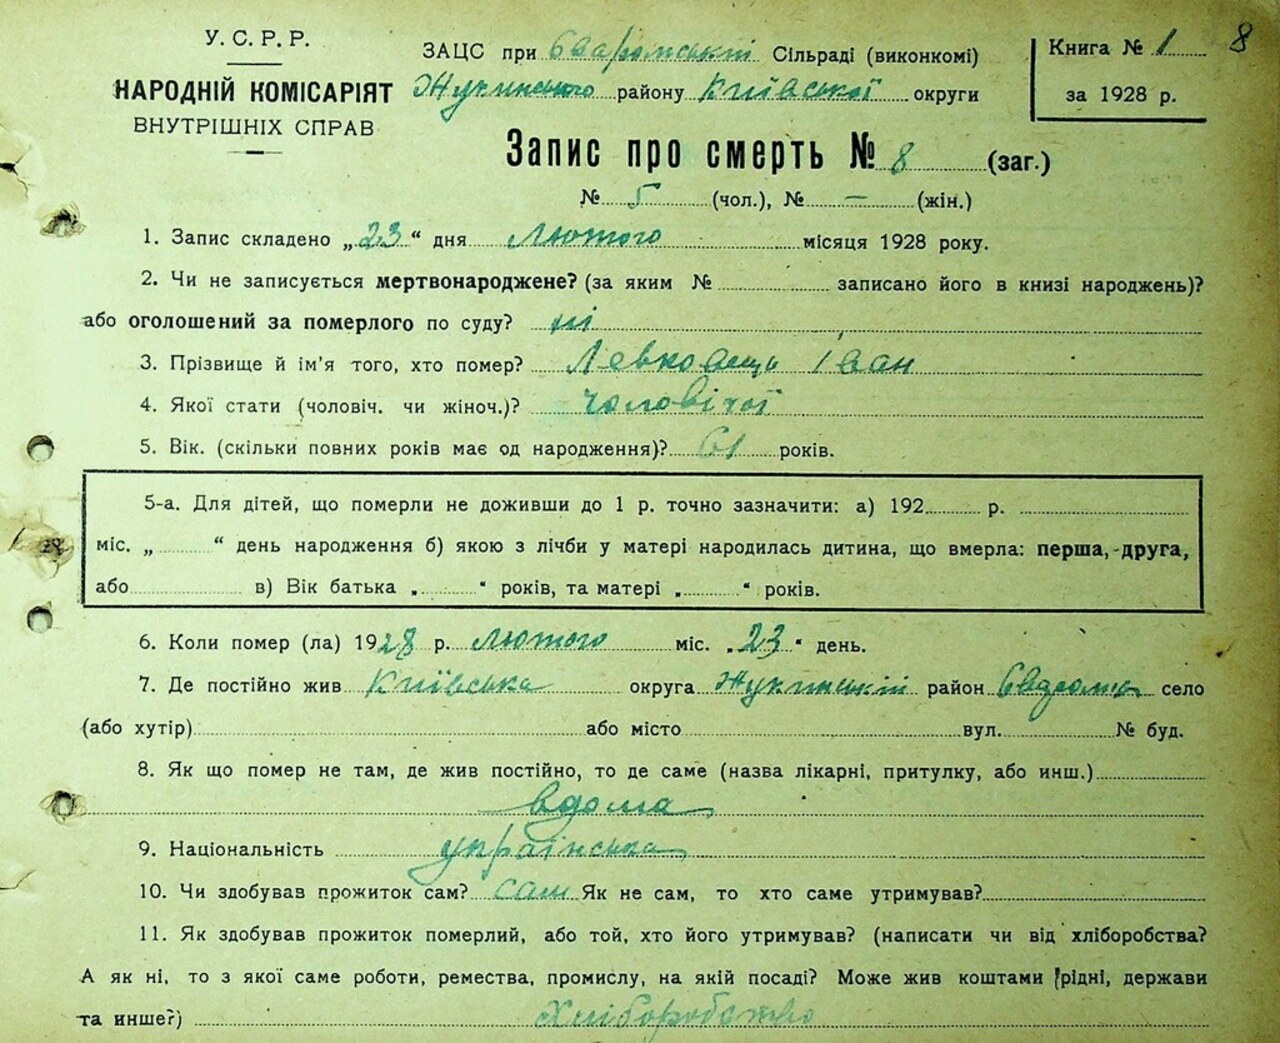 У. С. Р. Р.
НАРОДНІЙ КОМІСАРІЯТ
ВНУТРІШНІХ СПРАВ
ЗАЦС при Сільраді (виконкомі)
Жукинського району Київської округи
Книга № 1
за 1928 р.
8
Запис про смерть № 8 (заг.)
№ 5 (чол.), № — (жін.)
1. Запис складено „23“ дня Лютого місяця 1928 року.
2. Чи не записується мертвонароджене? (за яким № записано його в книзі народжень)?
або оголошений за померлого по суду? ні
3. Прізвище й ім'я того, хто помер? Іван
4. Якої стати (чоловіч. чи жіноч.)? чоловічої
5. Вік. (скільки повних років має од народження)? 61 років.
5-а. Для дітей, що померли не доживши до 1 р. точно зазначити: а) 192 р.
міс. „ “ день народження б) якою з лічби у матері народилась дитина, що вмерла: перша, друга,
або в) Вік батька „ “ років, та матері „ “ років.
6. Коли помер (ла) 1928 р. лютого міс. „23“ день.
7. Де постійно жив Київська округа Жукинській район село
(або хутір) або місто вул. № буд.
8. Як що помер не там, де жив постійно, то де саме (назва лікарні, притулку, або инш.)
вдома
9. Національність українська
10. Чи здобував прожиток сам? сам Як не сам, то хто саме утримував?
11. Як здобував прожиток померлий, або той, хто його утримував? (написати чи від хліборобства?
А як ні, то з якої саме роботи, ремества, промислу, на якій посаді? Може жив коштами рідні, держави
та инше?) Хліборобство